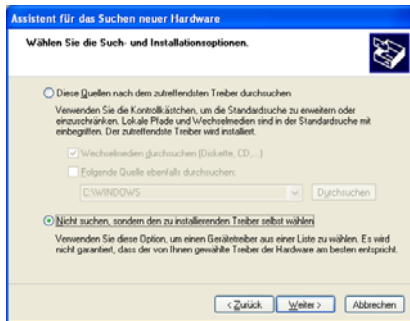 Assistent für das Suchen neuer Hardware
Wählen Sie die Such- und Installationsoptionen.
Diese Quellen nach dem zutreffendsten Treiber durchsuchen
Verwenden Sie die Kontrollkästchen, um die Standardsuche zu erweitern oder
einzuschränken. Lokale Pfade und Wechselmedien sind in der Standardsuche mit
einbegriffen. Der zutreffendste Treiber wird installiert.
Wechselmedien durchsuchen (Diskette, CD,...)
Folgende Quelle ebenfalls durchsuchen:
C:\WINDOWS
Durchsuchen
Nicht suchen, sondern den zu installierenden Treiber selbst wählen
Verwenden Sie diese Option, um einen Gerätetreiber aus einer Liste zu wählen. Es wird
nicht garantiert, dass der von Ihnen gewählte Treiber der Hardware am besten entspricht.
< Zurück Weiter > Abbrechen